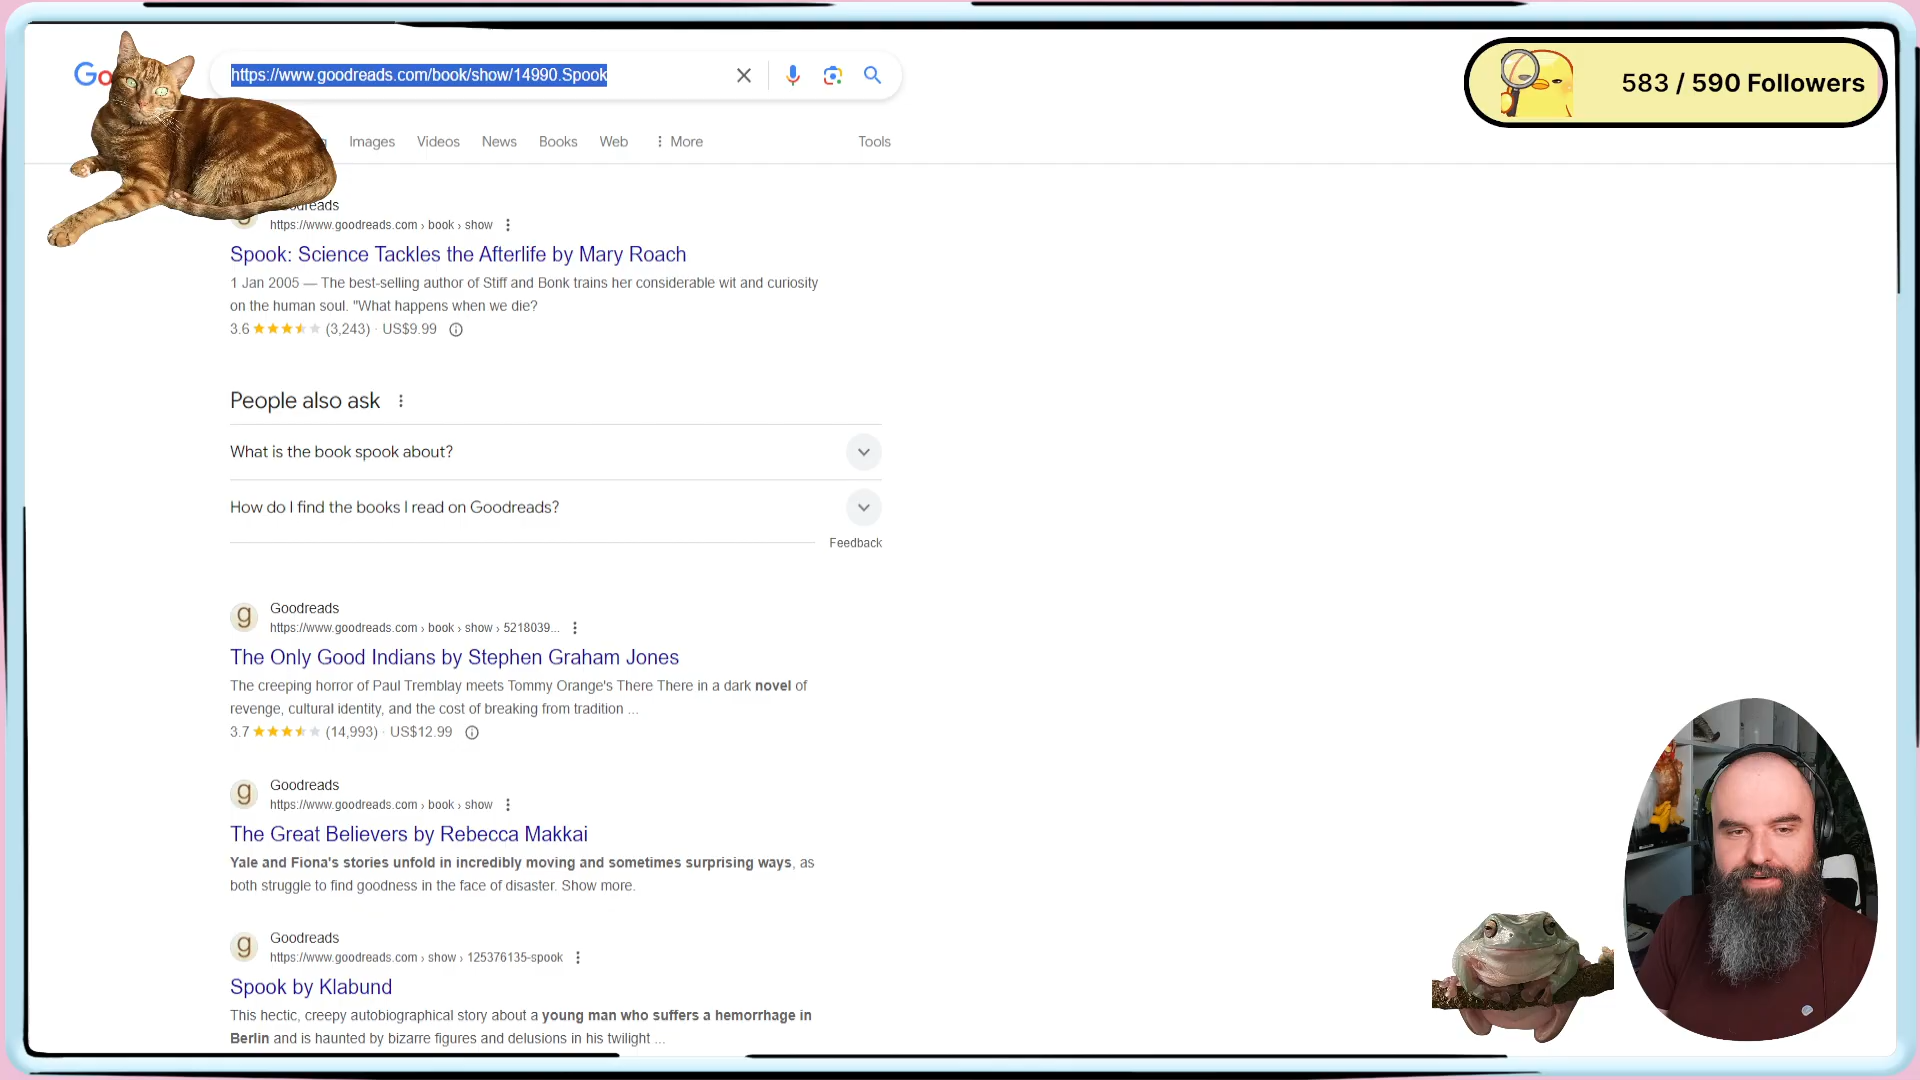 Go
https://www.goodreads.com/book/show/14990.Spook
583 / 590 Followers
Images Videos News Books Web More Tools
https://www.goodreads.com › book › show
Spook: Science Tackles the Afterlife by Mary Roach
1 Jan 2005 — The best-selling author of Stiff and Bonk trains her considerable wit and curiosity
on the human soul. "What happens when we die?
3.6 (3,243) · US$9.99
People also ask
What is the book spook about?
How do I find the books I read on Goodreads?
Feedback
Goodreads
https://www.goodreads.com › book › show › 5218039...
The Only Good Indians by Stephen Graham Jones
The creeping horror of Paul Tremblay meets Tommy Orange's There There in a dark novel of
revenge, cultural identity, and the cost of breaking from tradition ...
3.7 (14,993) · US$12.99
Goodreads
https://www.goodreads.com › book › show
The Great Believers by Rebecca Makkai
Yale and Fiona's stories unfold in incredibly moving and sometimes surprising ways, as
both struggle to find goodness in the face of disaster. Show more.
Goodreads
https://www.goodreads.com › show › 125376135-spook
Spook by Klabund
This hectic, creepy autobiographical story about a young man who suffers a hemorrhage in
Berlin and is haunted by bizarre figures and delusions in his twilight ...